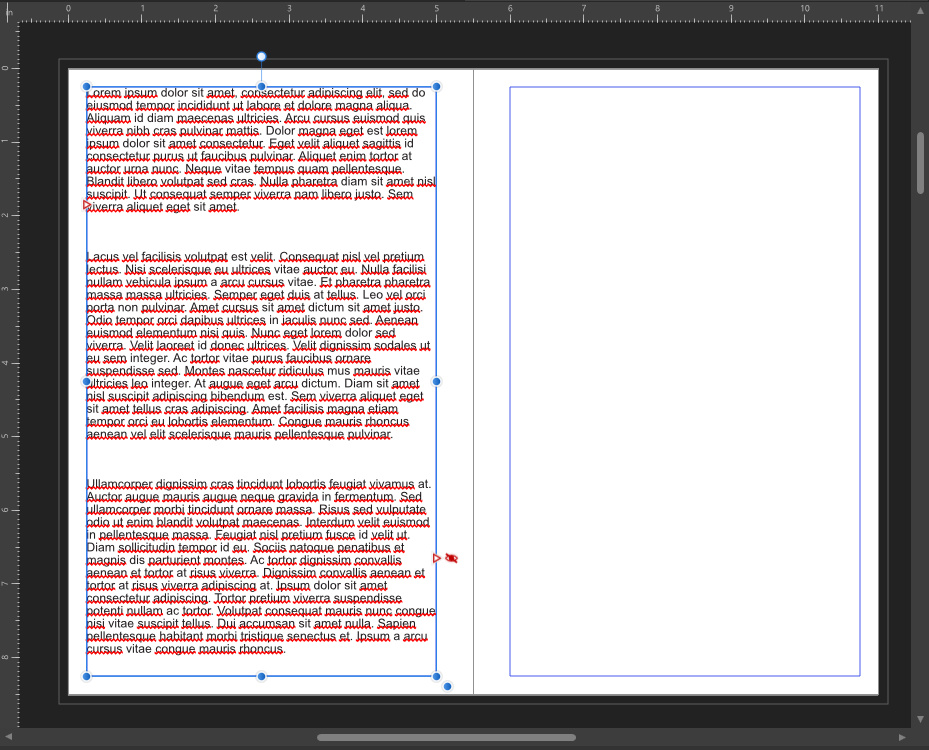 0 1 2 3 4 5 6 7 8 9 10 11
in
0
1
2
3
4
5
6
7
8
Lorem ipsum dolor sit amet, consectetur adipiscing elit, sed do
eiusmod tempor incididunt ut labore et dolore magna aliqua.
Aliquam id diam maecenas ultricies. Arcu cursus euismod quis
viverra nibh cras pulvinar mattis. Dolor magna eget est lorem
ipsum dolor sit amet consectetur. Eget velit aliquet sagittis id
consectetur purus ut faucibus pulvinar. Aliquet enim tortor at
auctor urna nunc. Neque vitae tempus quam pellentesque.
Blandit libero volutpat sed cras. Nulla pharetra diam sit amet nisl
suscipit. Ut consequat semper viverra nam libero justo. Sem
viverra aliquet eget sit amet.
Lacus vel facilisis volutpat est velit. Consequat nisl vel pretium
lectus. Nisi scelerisque eu ultrices vitae auctor eu. Nulla facilisi
nullam vehicula ipsum a arcu cursus vitae. Et pharetra pharetra
massa massa ultricies. Semper eget duis at tellus. Leo vel orci
porta non pulvinar. Amet cursus sit amet dictum sit amet justo.
Odio tempor orci dapibus ultrices in iaculis nunc sed. Aenean
euismod elementum nisi quis. Nunc eget lorem dolor sed
viverra. Velit laoreet id donec ultrices. Velit dignissim sodales ut
eu sem integer. Ac tortor vitae purus faucibus ornare
suspendisse sed. Montes nascetur ridiculus mus mauris vitae
ultricies leo integer. At augue eget arcu dictum. Diam sit amet
nisl suscipit adipiscing bibendum est. Sem viverra aliquet eget
sit amet tellus cras adipiscing. Amet facilisis magna etiam
tempor orci eu lobortis elementum. Congue mauris rhoncus
aenean vel elit scelerisque mauris pellentesque pulvinar.
Ullamcorper dignissim cras tincidunt lobortis feugiat vivamus at.
Auctor augue mauris augue neque gravida in fermentum. Sed
ullamcorper morbi tincidunt ornare massa. Risus sed vulputate
odio ut enim blandit volutpat maecenas. Interdum velit euismod
in pellentesque massa. Feugiat nisl pretium fusce id velit ut.
Diam sollicitudin tempor id eu. Sociis natoque penatibus et
magnis dis parturient montes. Ac tortor dignissim convallis
aenean et tortor at risus viverra. Dignissim convallis aenean et
tortor at risus viverra adipiscing at. Ipsum dolor sit amet
consectetur adipiscing. Tortor pretium viverra suspendisse
potenti nullam ac tortor. Volutpat consequat mauris nunc congue
nisi vitae suscipit tellus. Dui accumsan sit amet nulla. Sapien
pellentesque habitant morbi tristique senectus et. Ipsum a arcu
cursus vitae congue mauris rhoncus.